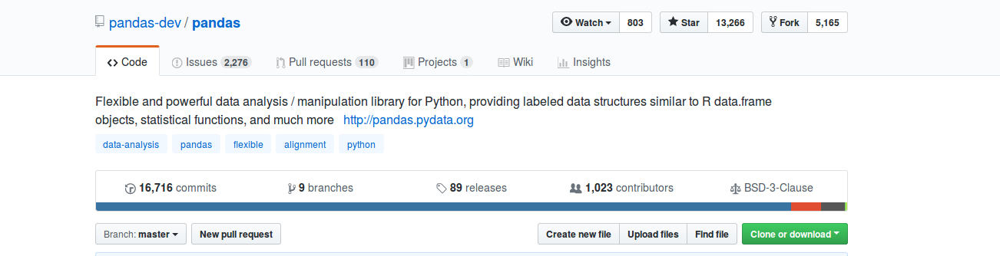 pandas-dev / pandas
Watch 803 Star 13,266 Fork 5,165
Code Issues 2,276 Pull requests 110 Projects 1 Wiki Insights
Flexible and powerful data analysis / manipulation library for Python, providing labeled data structures similar to R data.frame
objects, statistical functions, and much more http://pandas.pydata.org
data-analysis pandas flexible alignment python
16,716 commits 9 branches 89 releases 1,023 contributors BSD-3-Clause
Branch: master New pull request Create new file Upload files Find file Clone or download